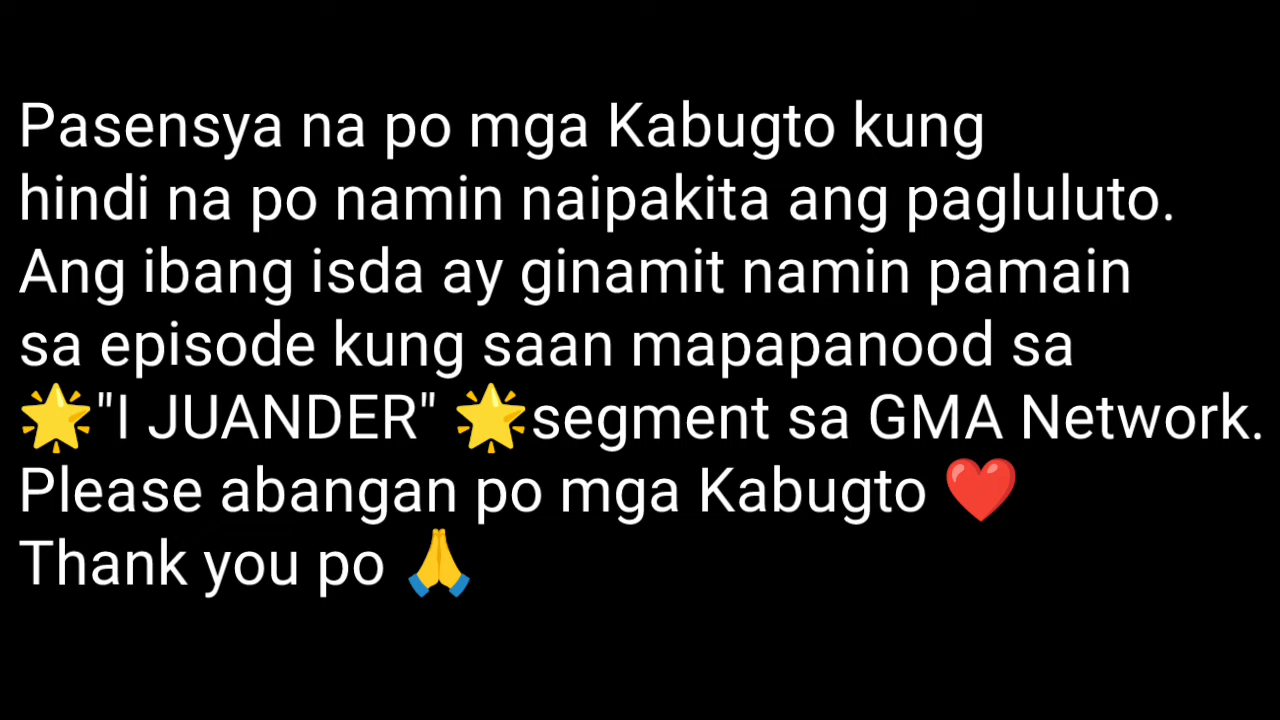 Pasensya na po mga Kabugto kung
hindi na po namin naipakita ang pagluluto.
Ang ibang isda ay ginamit namin pamain
sa episode kung saan mapapanood sa
🌟"I JUANDER" 🌟segment sa GMA Network.
Please abangan po mga Kabugto ❤️
Thank you po 🙏